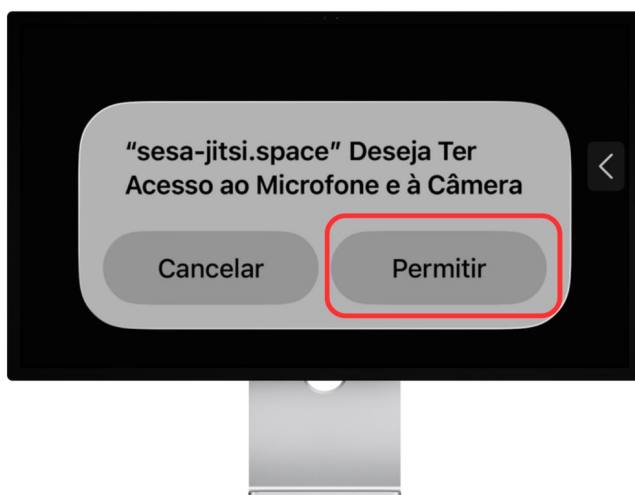 “sesa-jitsi.space” Deseja Ter
Acesso ao Microfone e à Câmera
Cancelar
Permitir